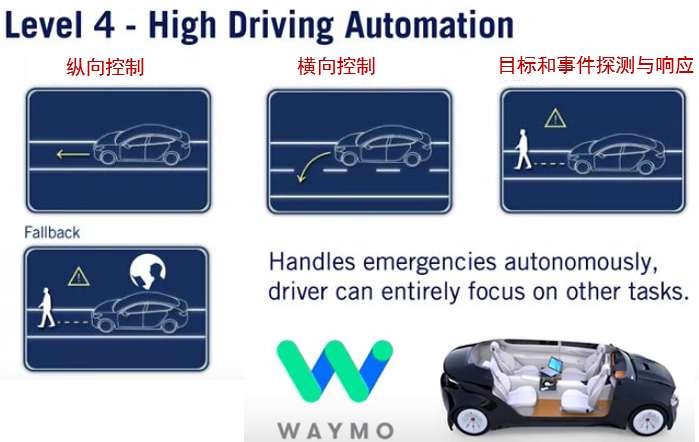 Level 4 - High Driving Automation
纵向控制
横向控制
目标和事件探测与响应
Fallback
Handles emergencies autonomously,
driver can entirely focus on other tasks.
WAYMO